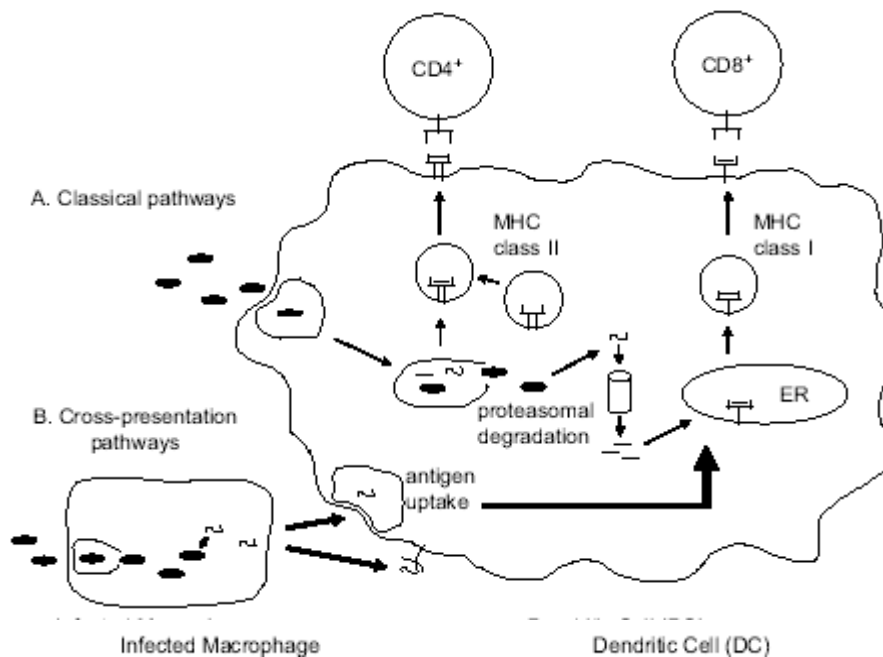 CD4+
CD8+
A. Classical pathways
MHC
class II
MHC
class I
ER
proteasomal
degradation
B. Cross-presentation
pathways
antigen
uptake
Infected Macrophage
Dendritic Cell (DC)